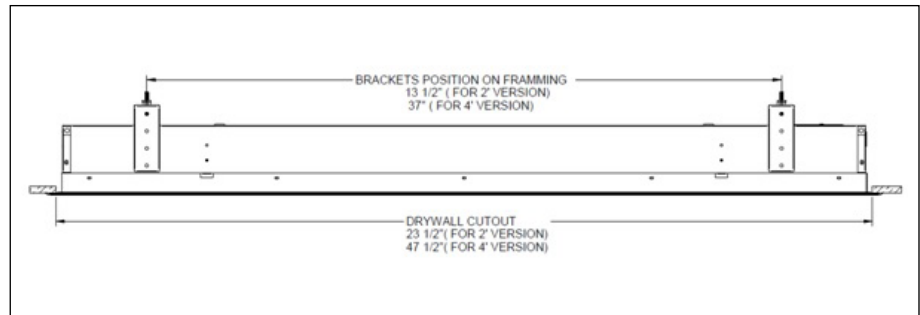 BRACKETS POSITION ON FRAMMING
13 1/2" ( FOR 2' VERSION)
37" ( FOR 4' VERSION)
DRYWALL CUTOUT
23 1/2"( FOR 2' VERSION)
47 1/2"( FOR 4' VERSION)